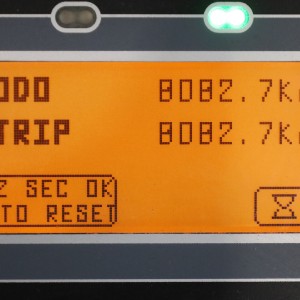 ODO 8082.7k
TRIP 8082.7k
2 SEC OK
TO RESET